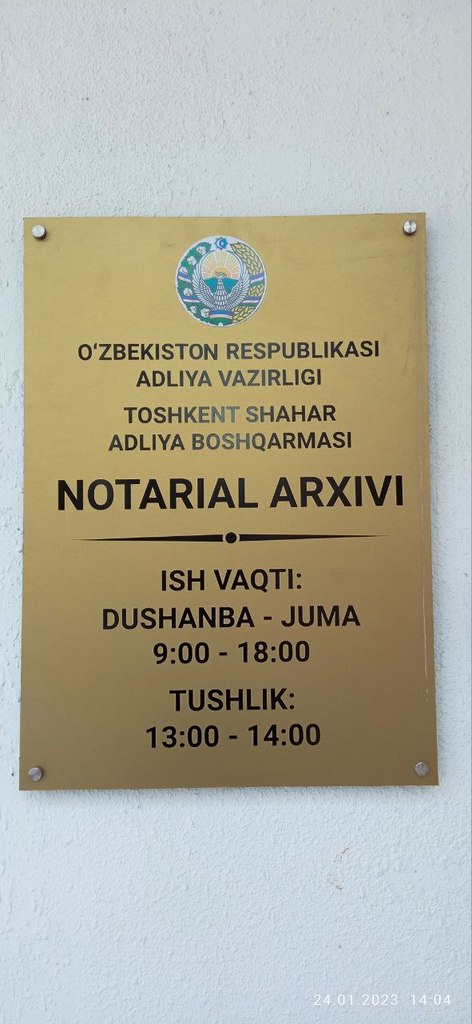 O‘ZBEKISTON RESPUBLIKASI
ADLIYA VAZIRLIGI
TOSHKENT SHAHAR
ADLIYA BOSHQARMASI
NOTARIAL ARXIVI
ISH VAQTI:
DUSHANBA - JUMA
9:00 - 18:00
TUSHLIK:
13:00 - 14:00
24.01.2023 14:04